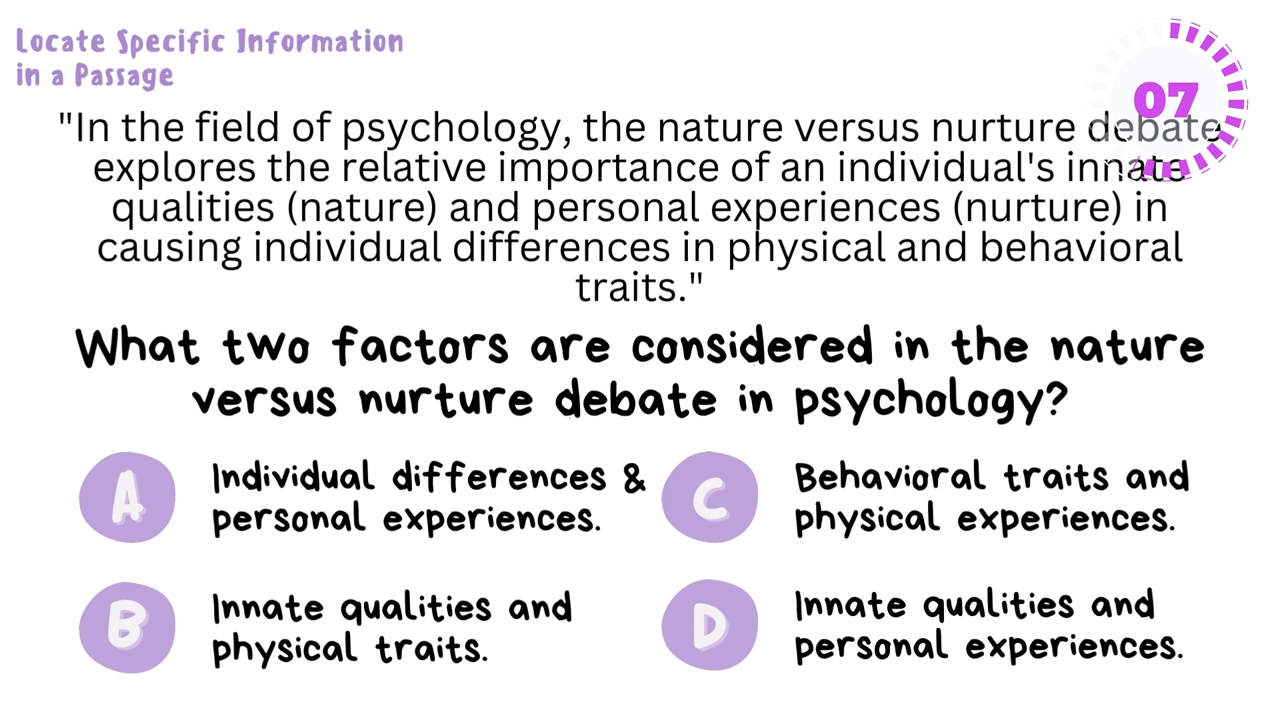 Locate Specific Information
in a Passage
07
"In the field of psychology, the nature versus nurture debate
explores the relative importance of an individual's innate
qualities (nature) and personal experiences (nurture) in
causing individual differences in physical and behavioral
traits."
What two factors are considered in the nature
versus nurture debate in psychology?
A Individual differences &
personal experiences.
B Innate qualities and
physical traits.
C Behavioral traits and
physical experiences.
D Innate qualities and
personal experiences.